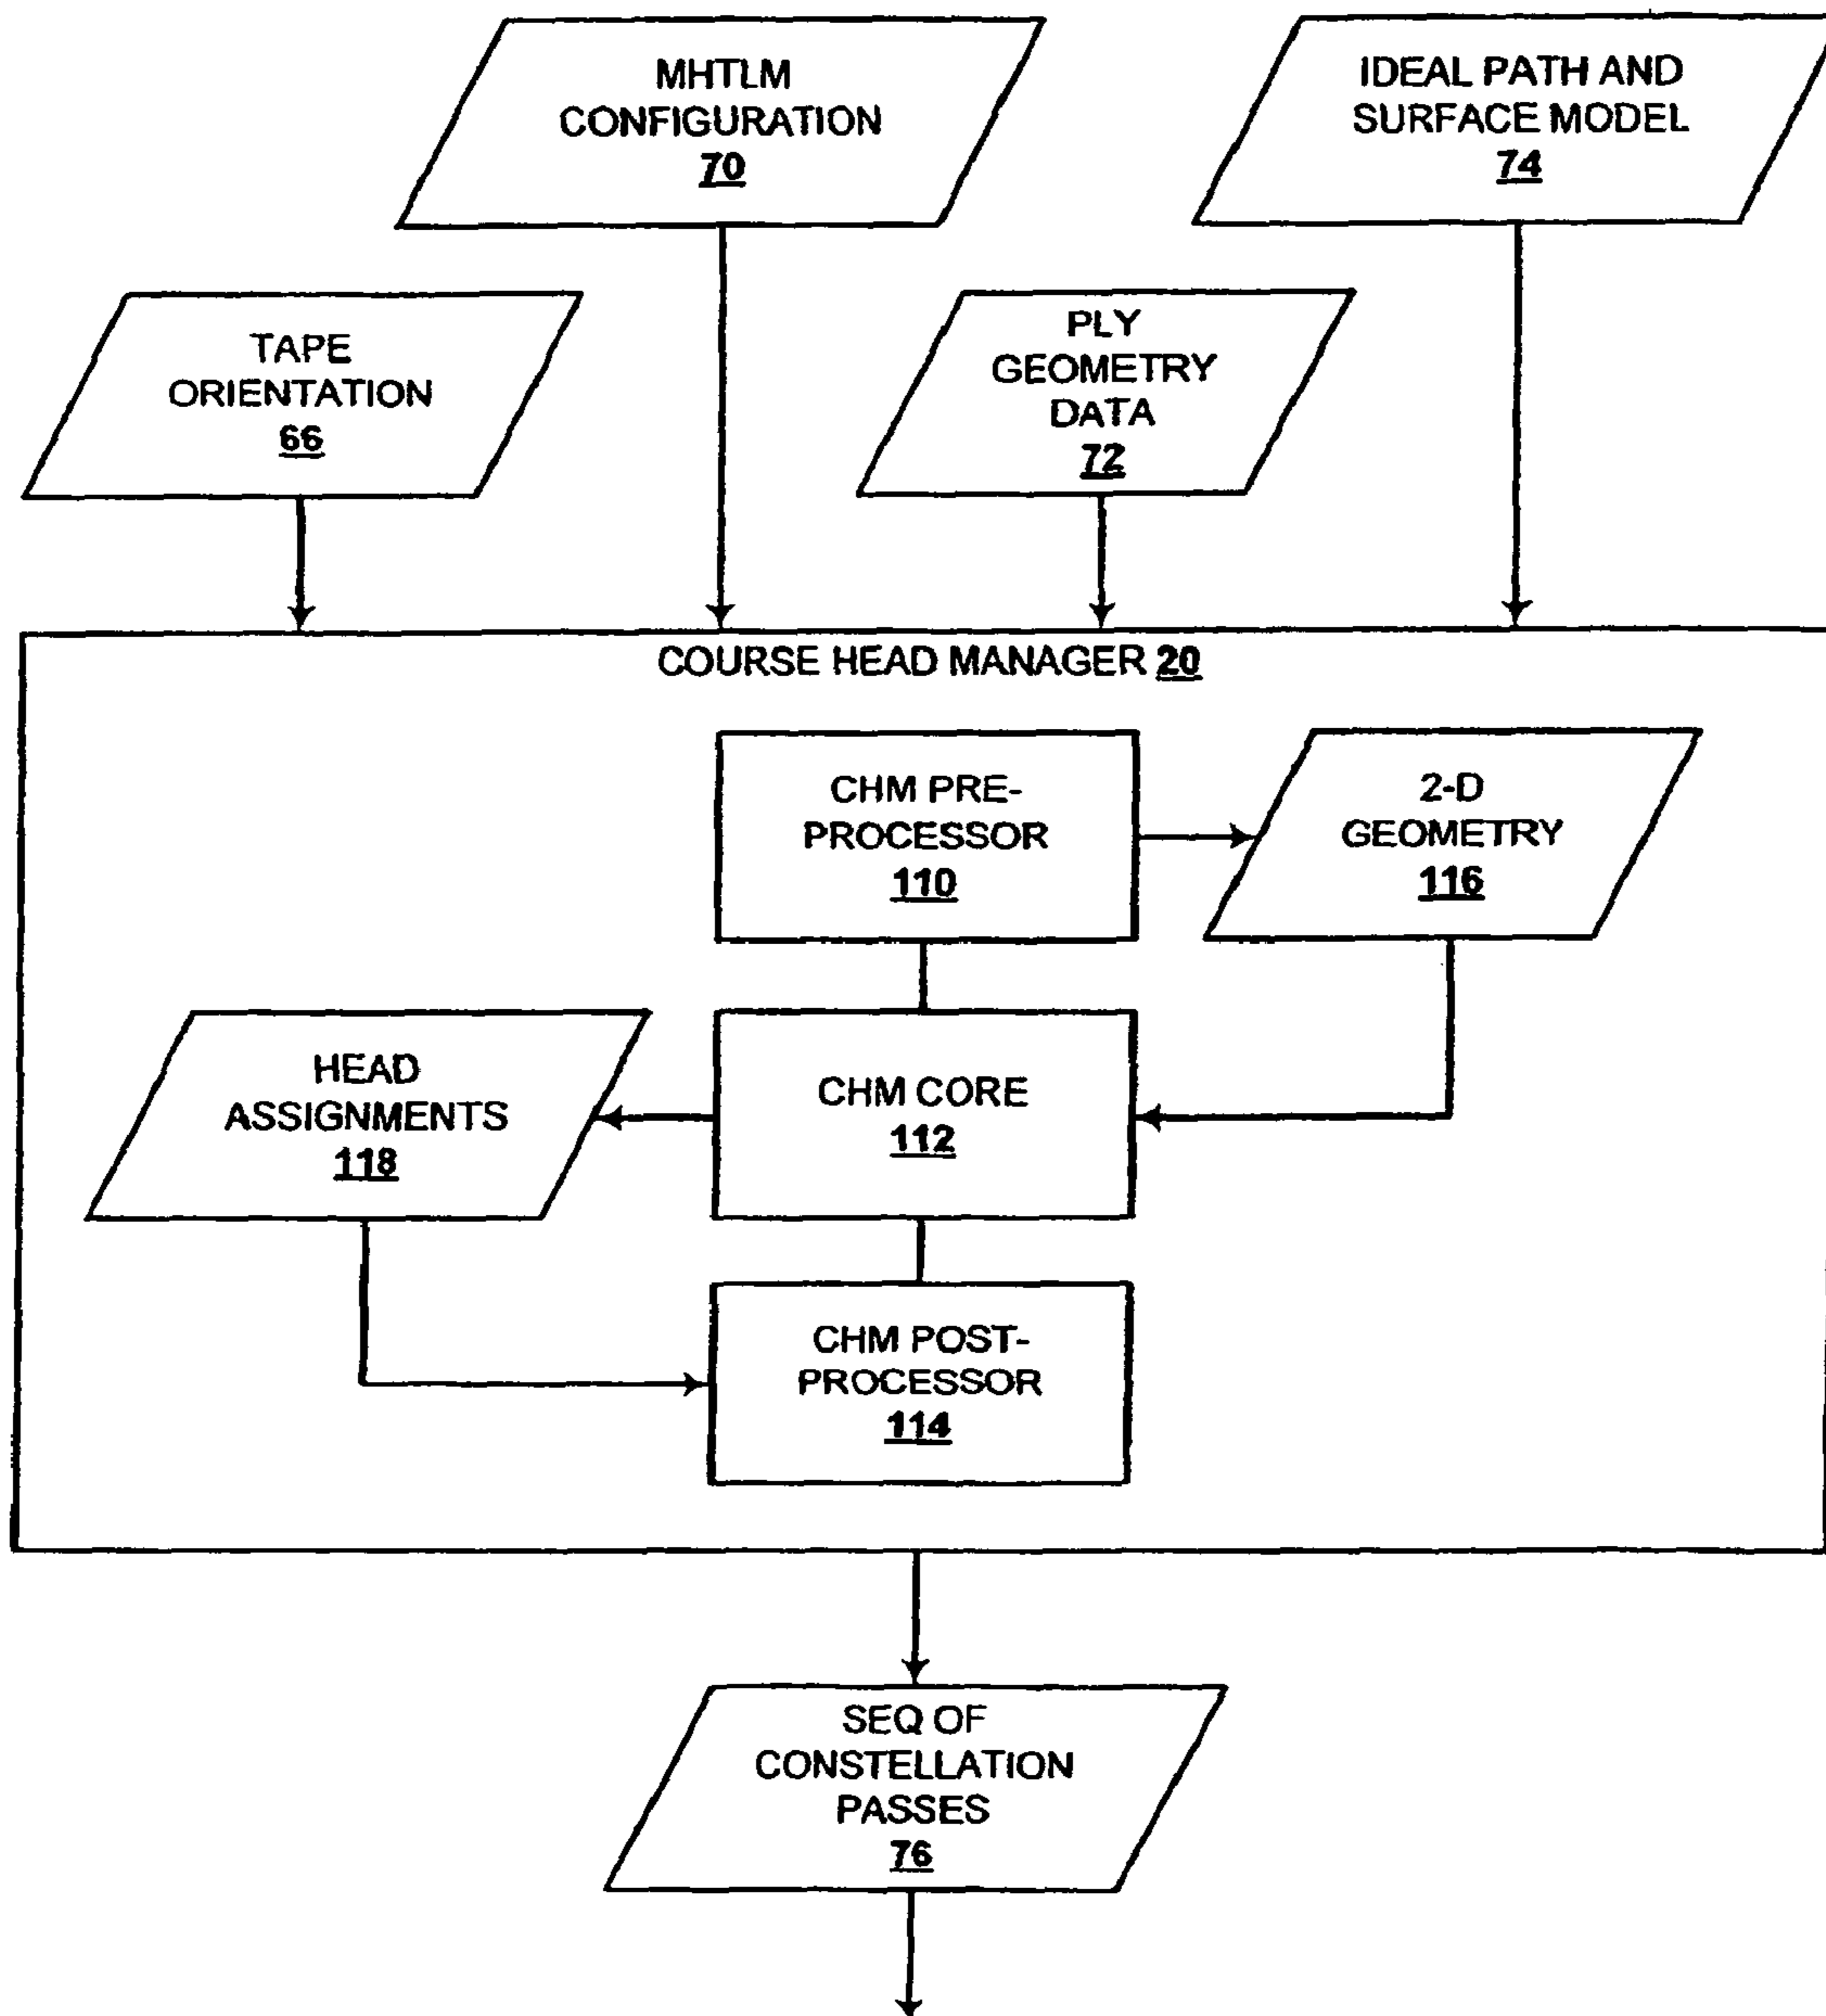 MHTLM
CONFIGURATION
70
IDEAL PATH AND
SURFACE MODEL
74
TAPE
ORIENTATION
66
PLY
GEOMETRY
DATA
72
COURSE HEAD MANAGER 20
CHM PRE-
PROCESSOR
110
2-D
GEOMETRY
116
HEAD
ASSIGNMENTS
118
CHM CORE
112
CHM POST-
PROCESSOR
114
SEQ OF
CONSTELLATION
PASSES
76